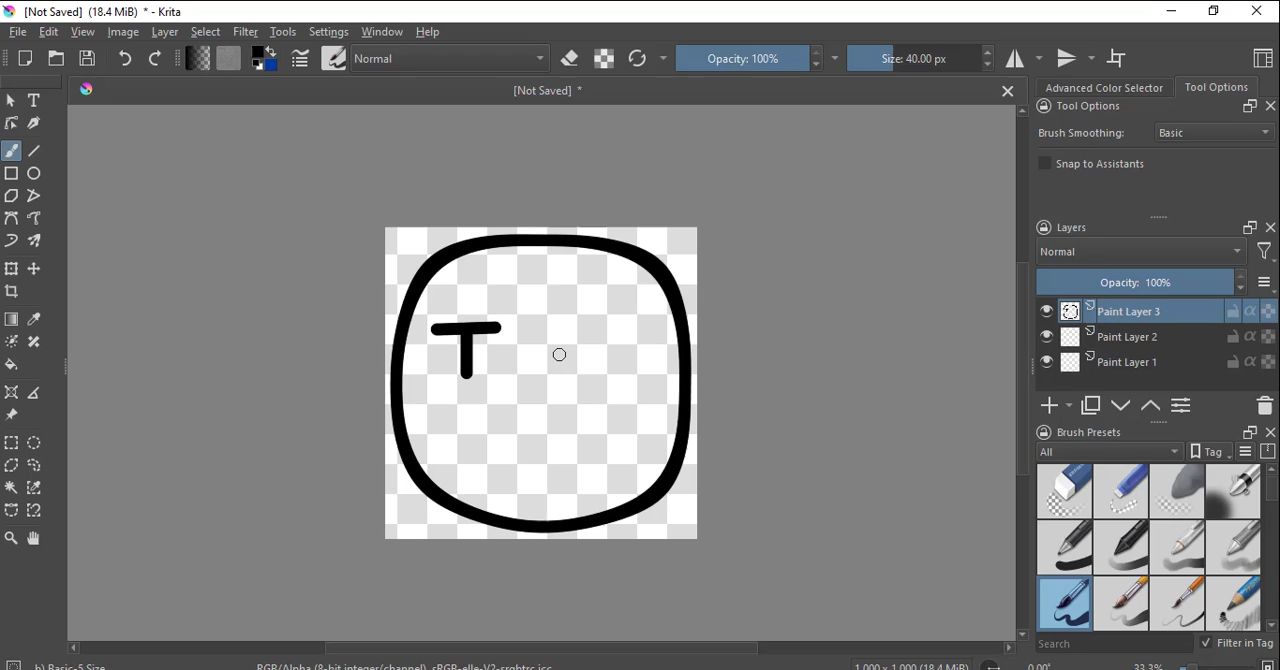 [Not Saved] (18.4 MiB) * - Krita
File Edit View Image Layer Select Filter Tools Settings Window Help
Normal Opacity: 100% Size: 40.00 px
[Not Saved] *
Advanced Color Selector Tool Options
Tool Options
Brush Smoothing: Basic
Snap to Assistants
Layers
Normal
Opacity: 100%
Paint Layer 3
Paint Layer 2
Paint Layer 1
T
Brush Presets
All Tag
Search Filter in Tag
b) Basic-5 Size RGB/Alpha (8-bit integer/channel) sRGB-elle-V2-srgbtrc.icc 1,000 x 1,000 (18.4 MiB) 0.00° 33.3%